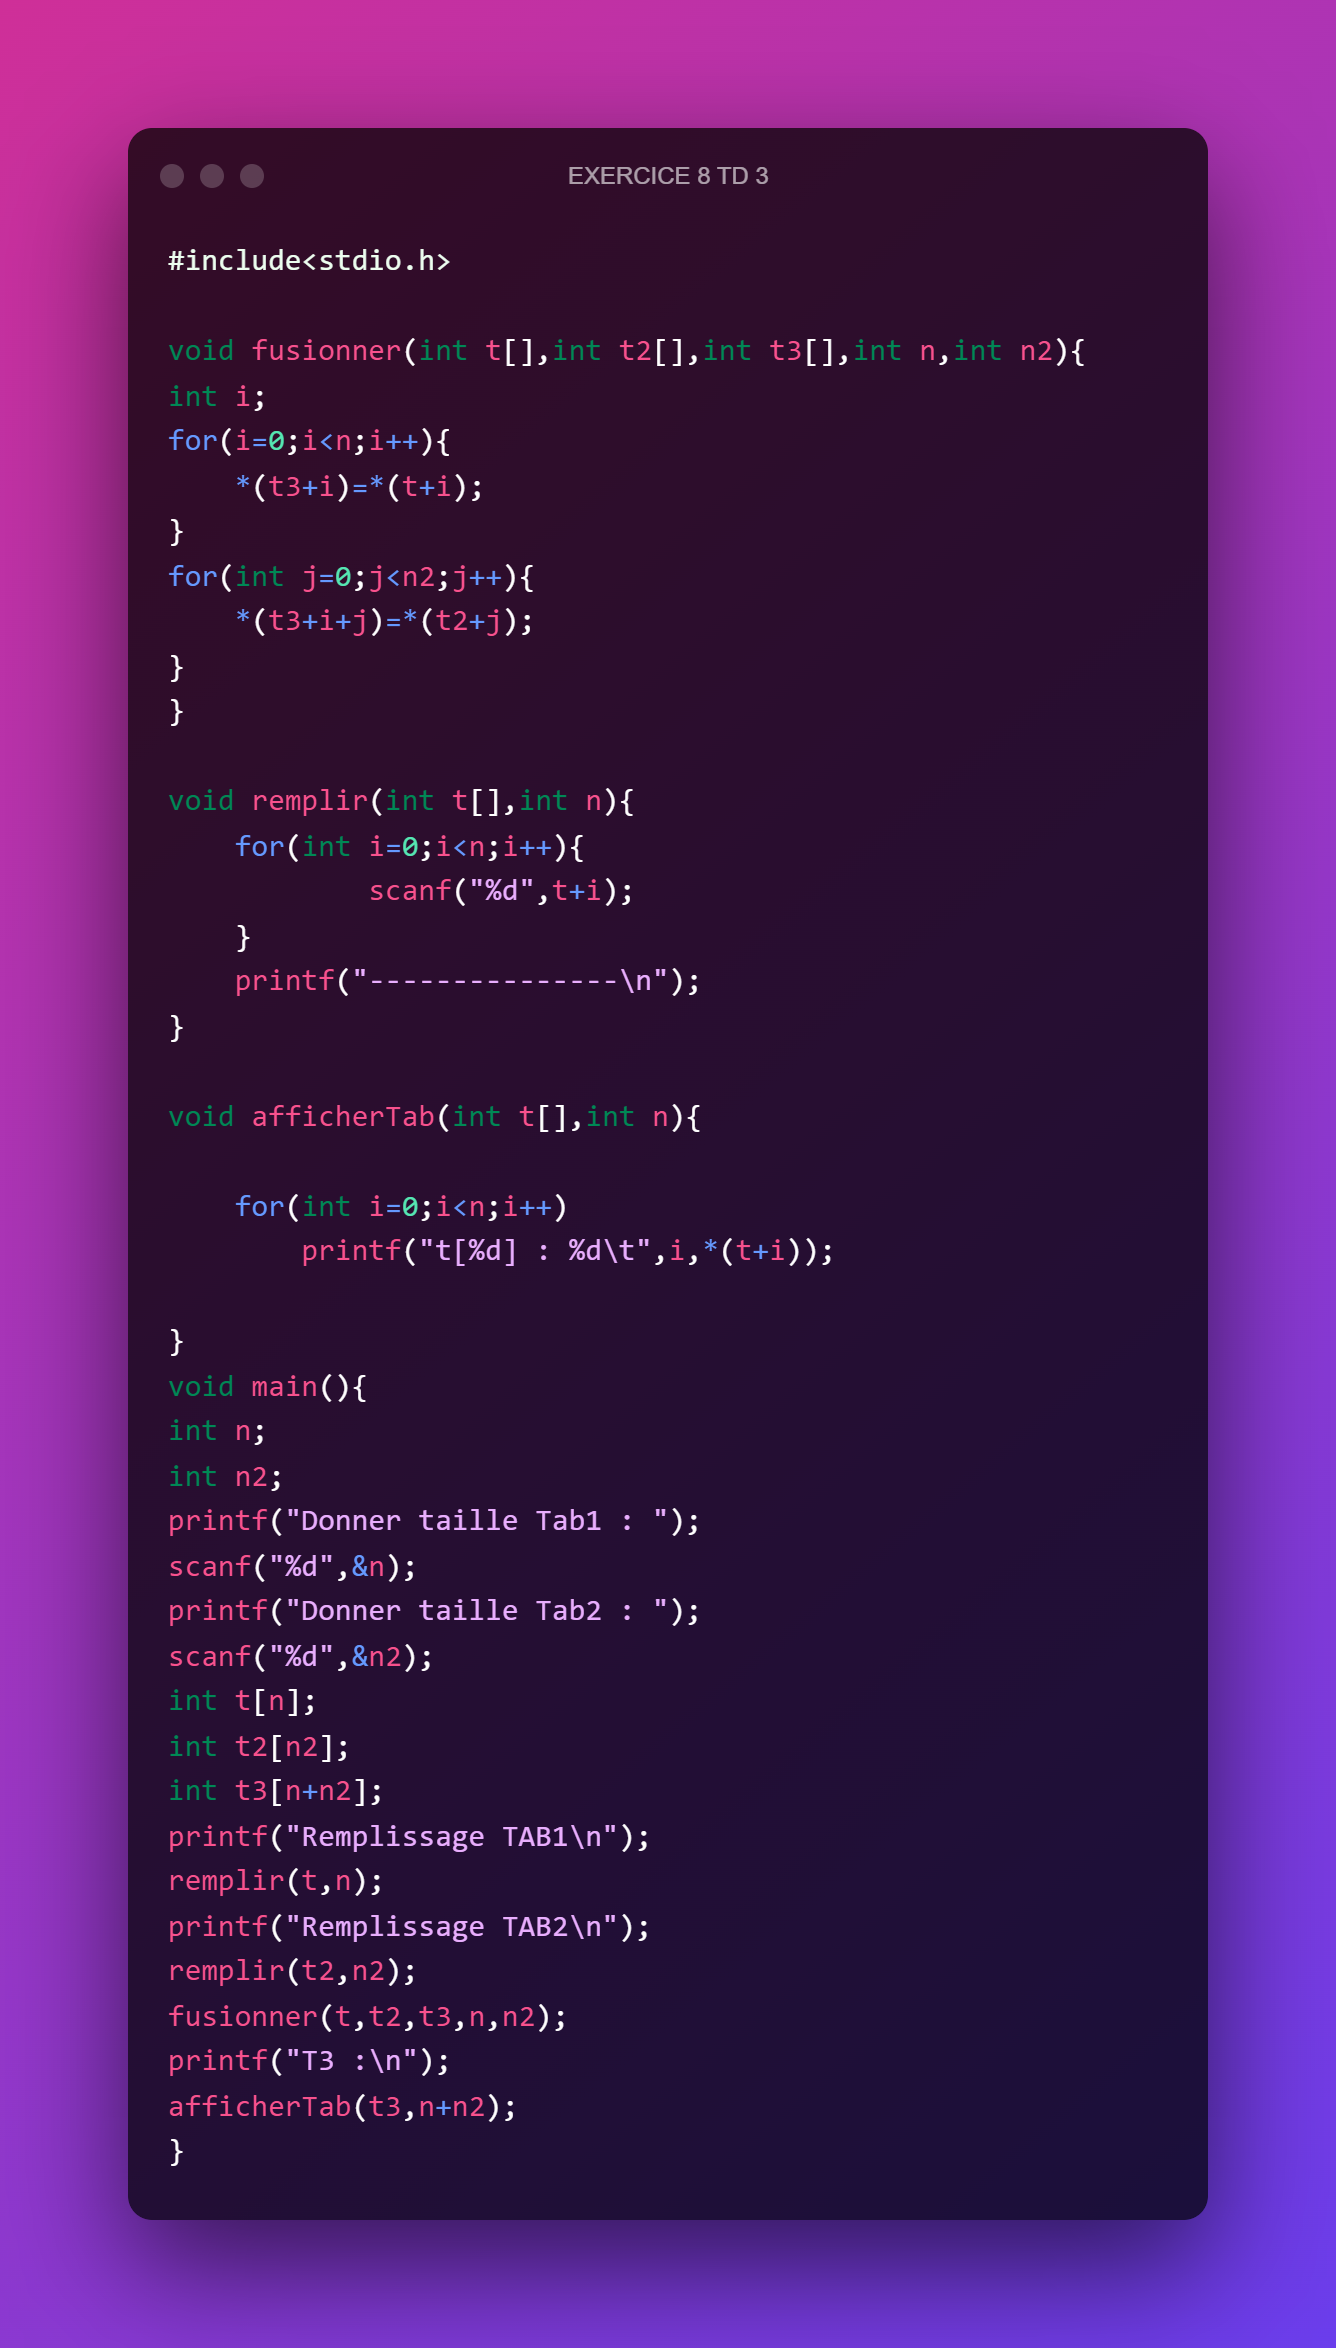 EXERCICE 8 TD 3
#include<stdio.h>
void fusionner(int t[],int t2[],int t3[],int n,int n2){
int i;
for(i=0;i<n;i++){
    *(t3+i)=*(t+i);
}
for(int j=0;j<n2;j++){
    *(t3+i+j)=*(t2+j);
}
}
void remplir(int t[],int n){
    for(int i=0;i<n;i++){
            scanf("%d",t+i);
    }
    printf("---------------\n");
}
void afficherTab(int t[],int n){
    for(int i=0;i<n;i++)
        printf("t[%d] : %d\t",i,*(t+i));
}
void main(){
int n;
int n2;
printf("Donner taille Tab1 : ");
scanf("%d",&n);
printf("Donner taille Tab2 : ");
scanf("%d",&n2);
int t[n];
int t2[n2];
int t3[n+n2];
printf("Remplissage TAB1\n");
remplir(t,n);
printf("Remplissage TAB2\n");
remplir(t2,n2);
fusionner(t,t2,t3,n,n2);
printf("T3 :\n");
afficherTab(t3,n+n2);
}